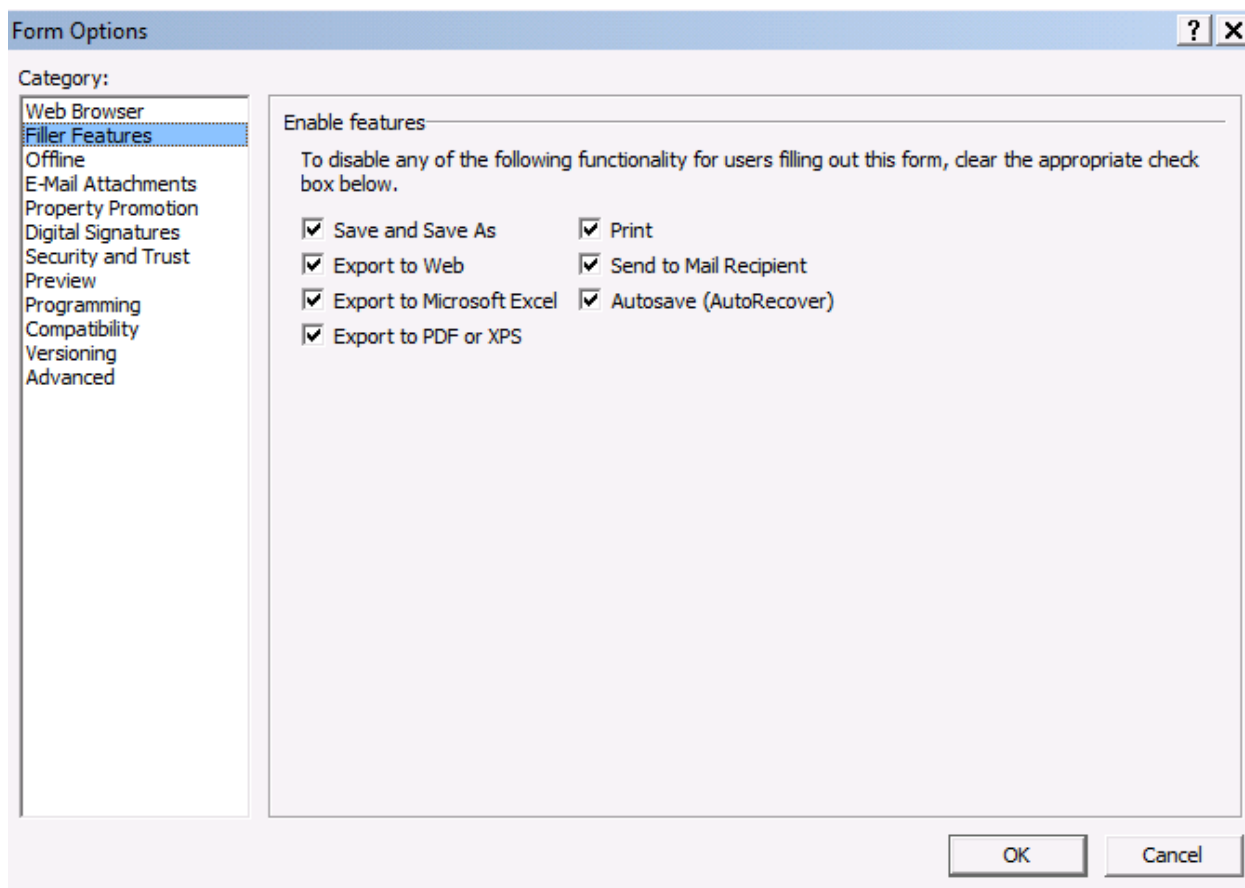 Form Options
Category:
Web Browser
Filler Features
Offline
E-Mail Attachments
Property Promotion
Digital Signatures
Security and Trust
Preview
Programming
Compatibility
Versioning
Advanced
Enable features
To disable any of the following functionality for users filling out this form, clear the appropriate check
box below.
Save and Save As
Export to Web
Export to Microsoft Excel
Export to PDF or XPS
Print
Send to Mail Recipient
Autosave (AutoRecover)
OK
Cancel